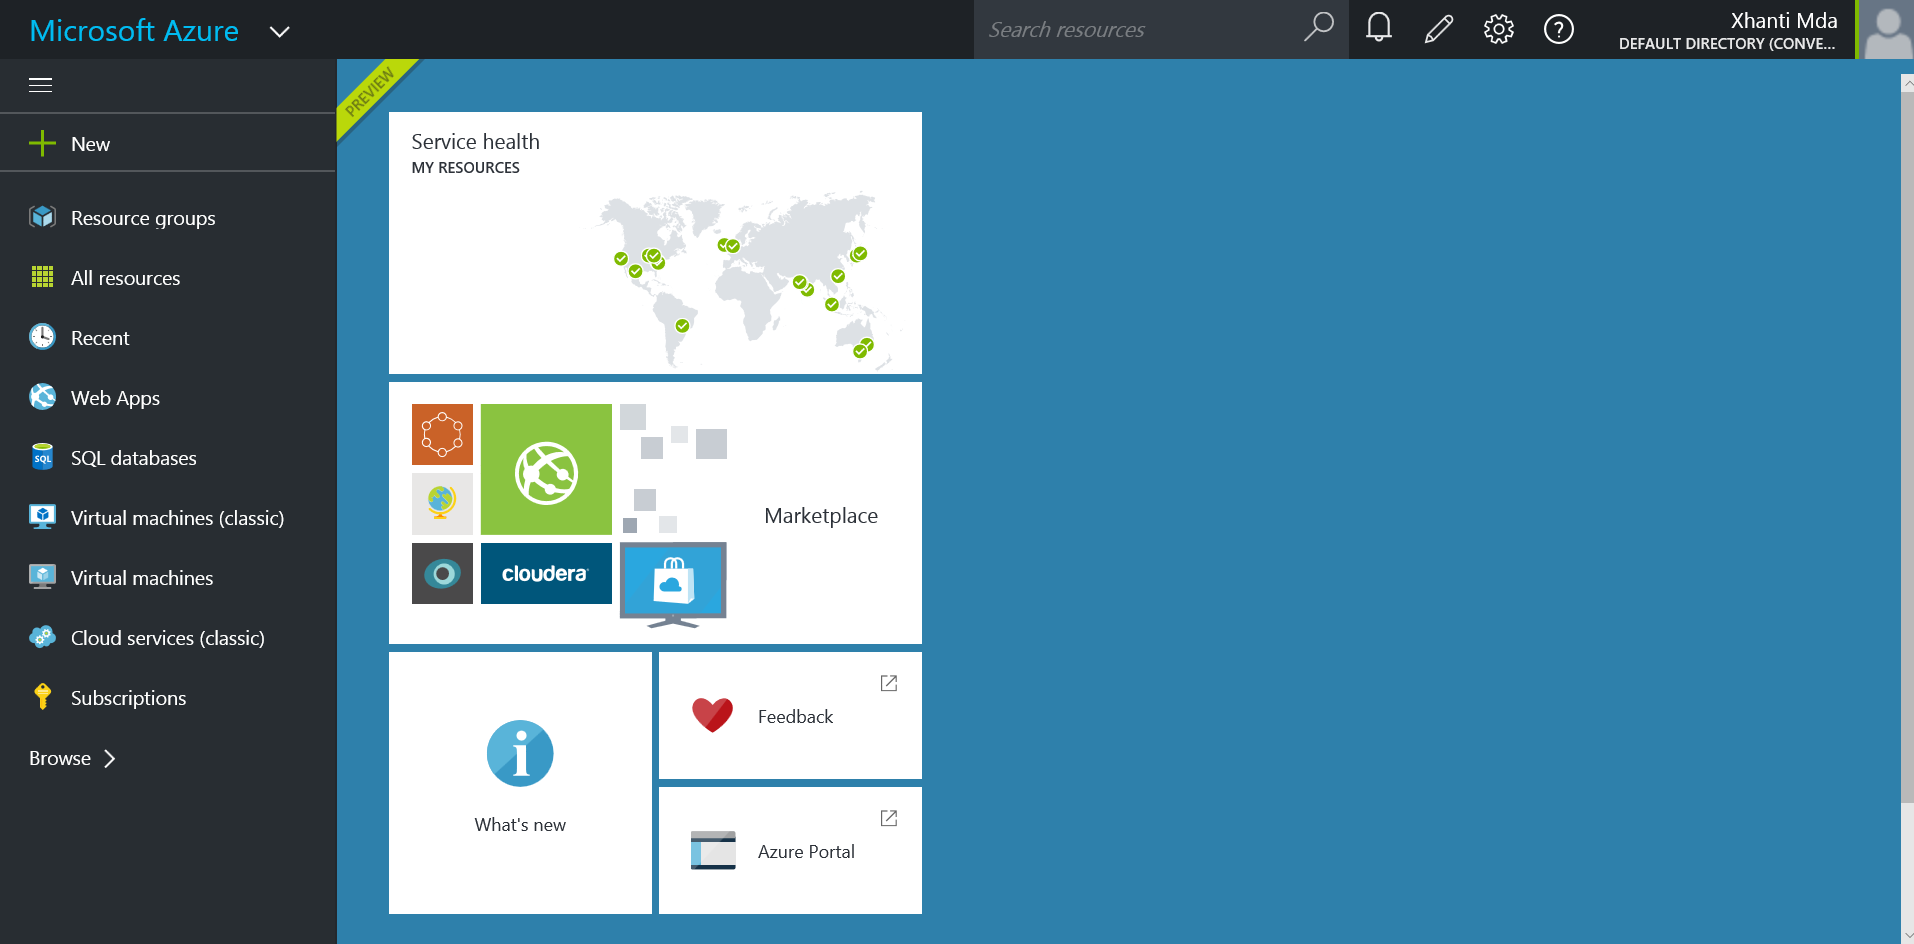 Microsoft Azure
Search resources
Xhanti Mda
DEFAULT DIRECTORY (CONVE...
PREVIEW
New
Resource groups
All resources
Recent
Web Apps
SQL
SQL databases
Virtual machines (classic)
Virtual machines
Cloud services (classic)
Subscriptions
Browse
Service health
MY RESOURCES
cloudera
Marketplace
What's new
Feedback
Azure Portal